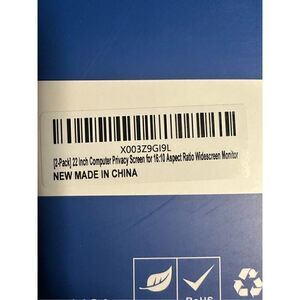 X003Z9GI9L
[2-Pack] 22 Inch Computer Privacy Screen for 16:10 Aspect Ratio Widescreen Monitor
NEW MADE IN CHINA
RoHS